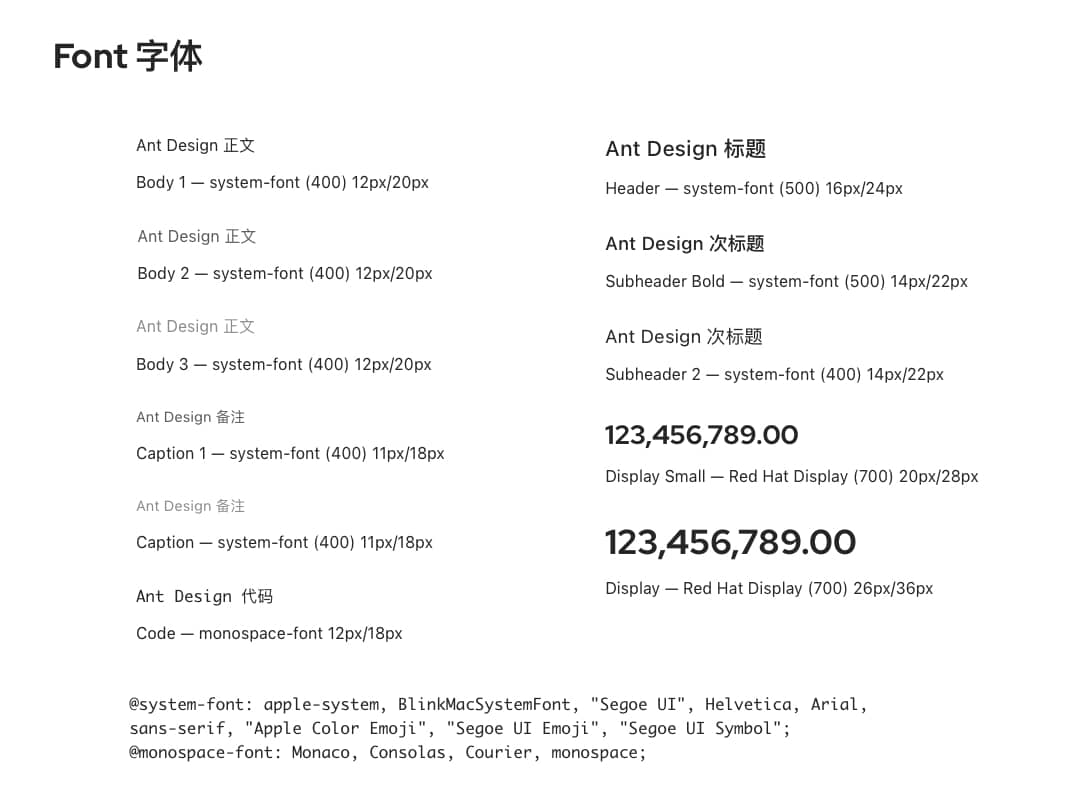 Font 字体
Ant Design 正文
Body 1 — system-font (400) 12px/20px
Ant Design 正文
Body 2 — system-font (400) 12px/20px
Ant Design 正文
Body 3 — system-font (400) 12px/20px
Ant Design 备注
Caption 1 — system-font (400) 11px/18px
Ant Design 备注
Caption — system-font (400) 11px/18px
Ant Design 代码
Code — monospace-font 12px/18px
Ant Design 标题
Header — system-font (500) 16px/24px
Ant Design 次标题
Subheader Bold — system-font (500) 14px/22px
Ant Design 次标题
Subheader 2 — system-font (400) 14px/22px
123,456,789.00
Display Small — Red Hat Display (700) 20px/28px
123,456,789.00
Display — Red Hat Display (700) 26px/36px
@system-font: apple-system, BlinkMacSystemFont, "Segoe UI", Helvetica, Arial,
sans-serif, "Apple Color Emoji", "Segoe UI Emoji", "Segoe UI Symbol";
@monospace-font: Monaco, Consolas, Courier, monospace;